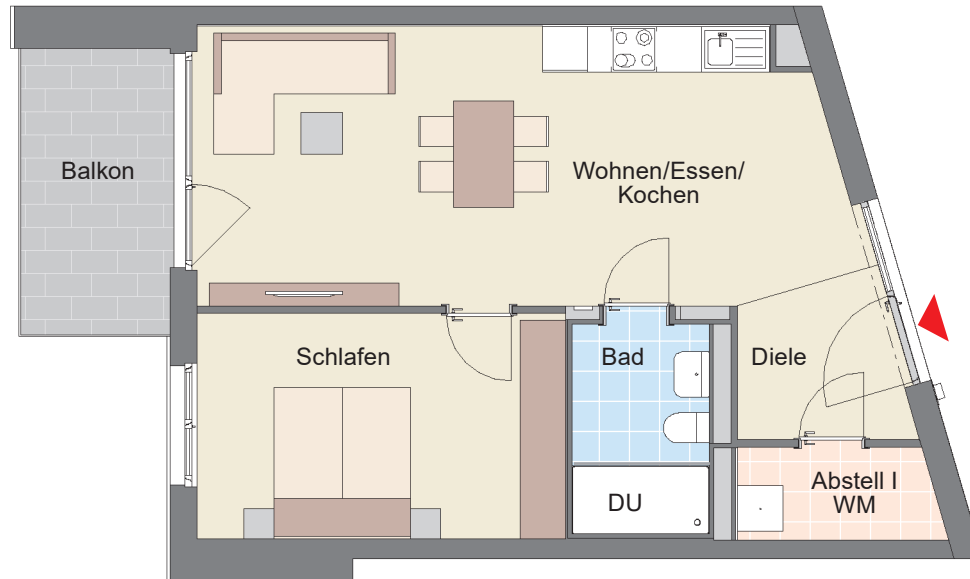 Balkon
Wohnen/Essen/
Kochen
Schlafen
Bad
Diele
DU
Abstell I
WM